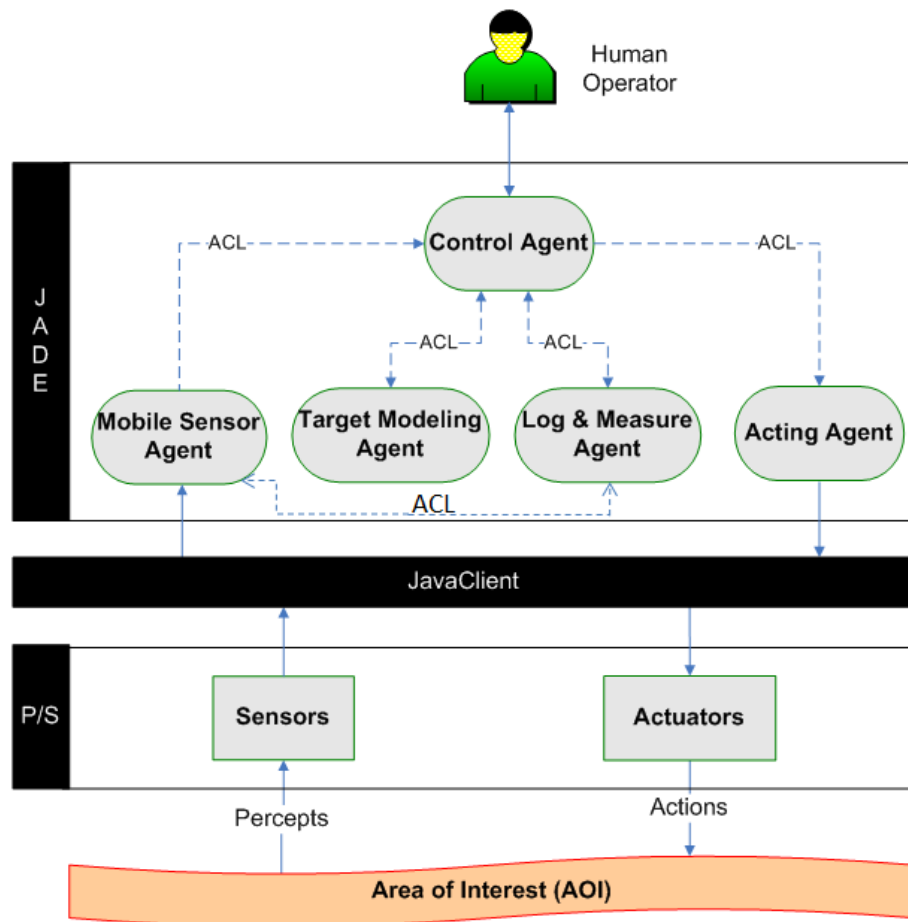 Human
Operator
J
A
D
E
Control Agent
ACL
ACL
ACL
ACL
Mobile Sensor
Agent
Target Modeling
Agent
Log & Measure
Agent
Acting Agent
ACL
JavaClient
P/S
Sensors
Actuators
Percepts
Actions
Area of Interest (AOI)